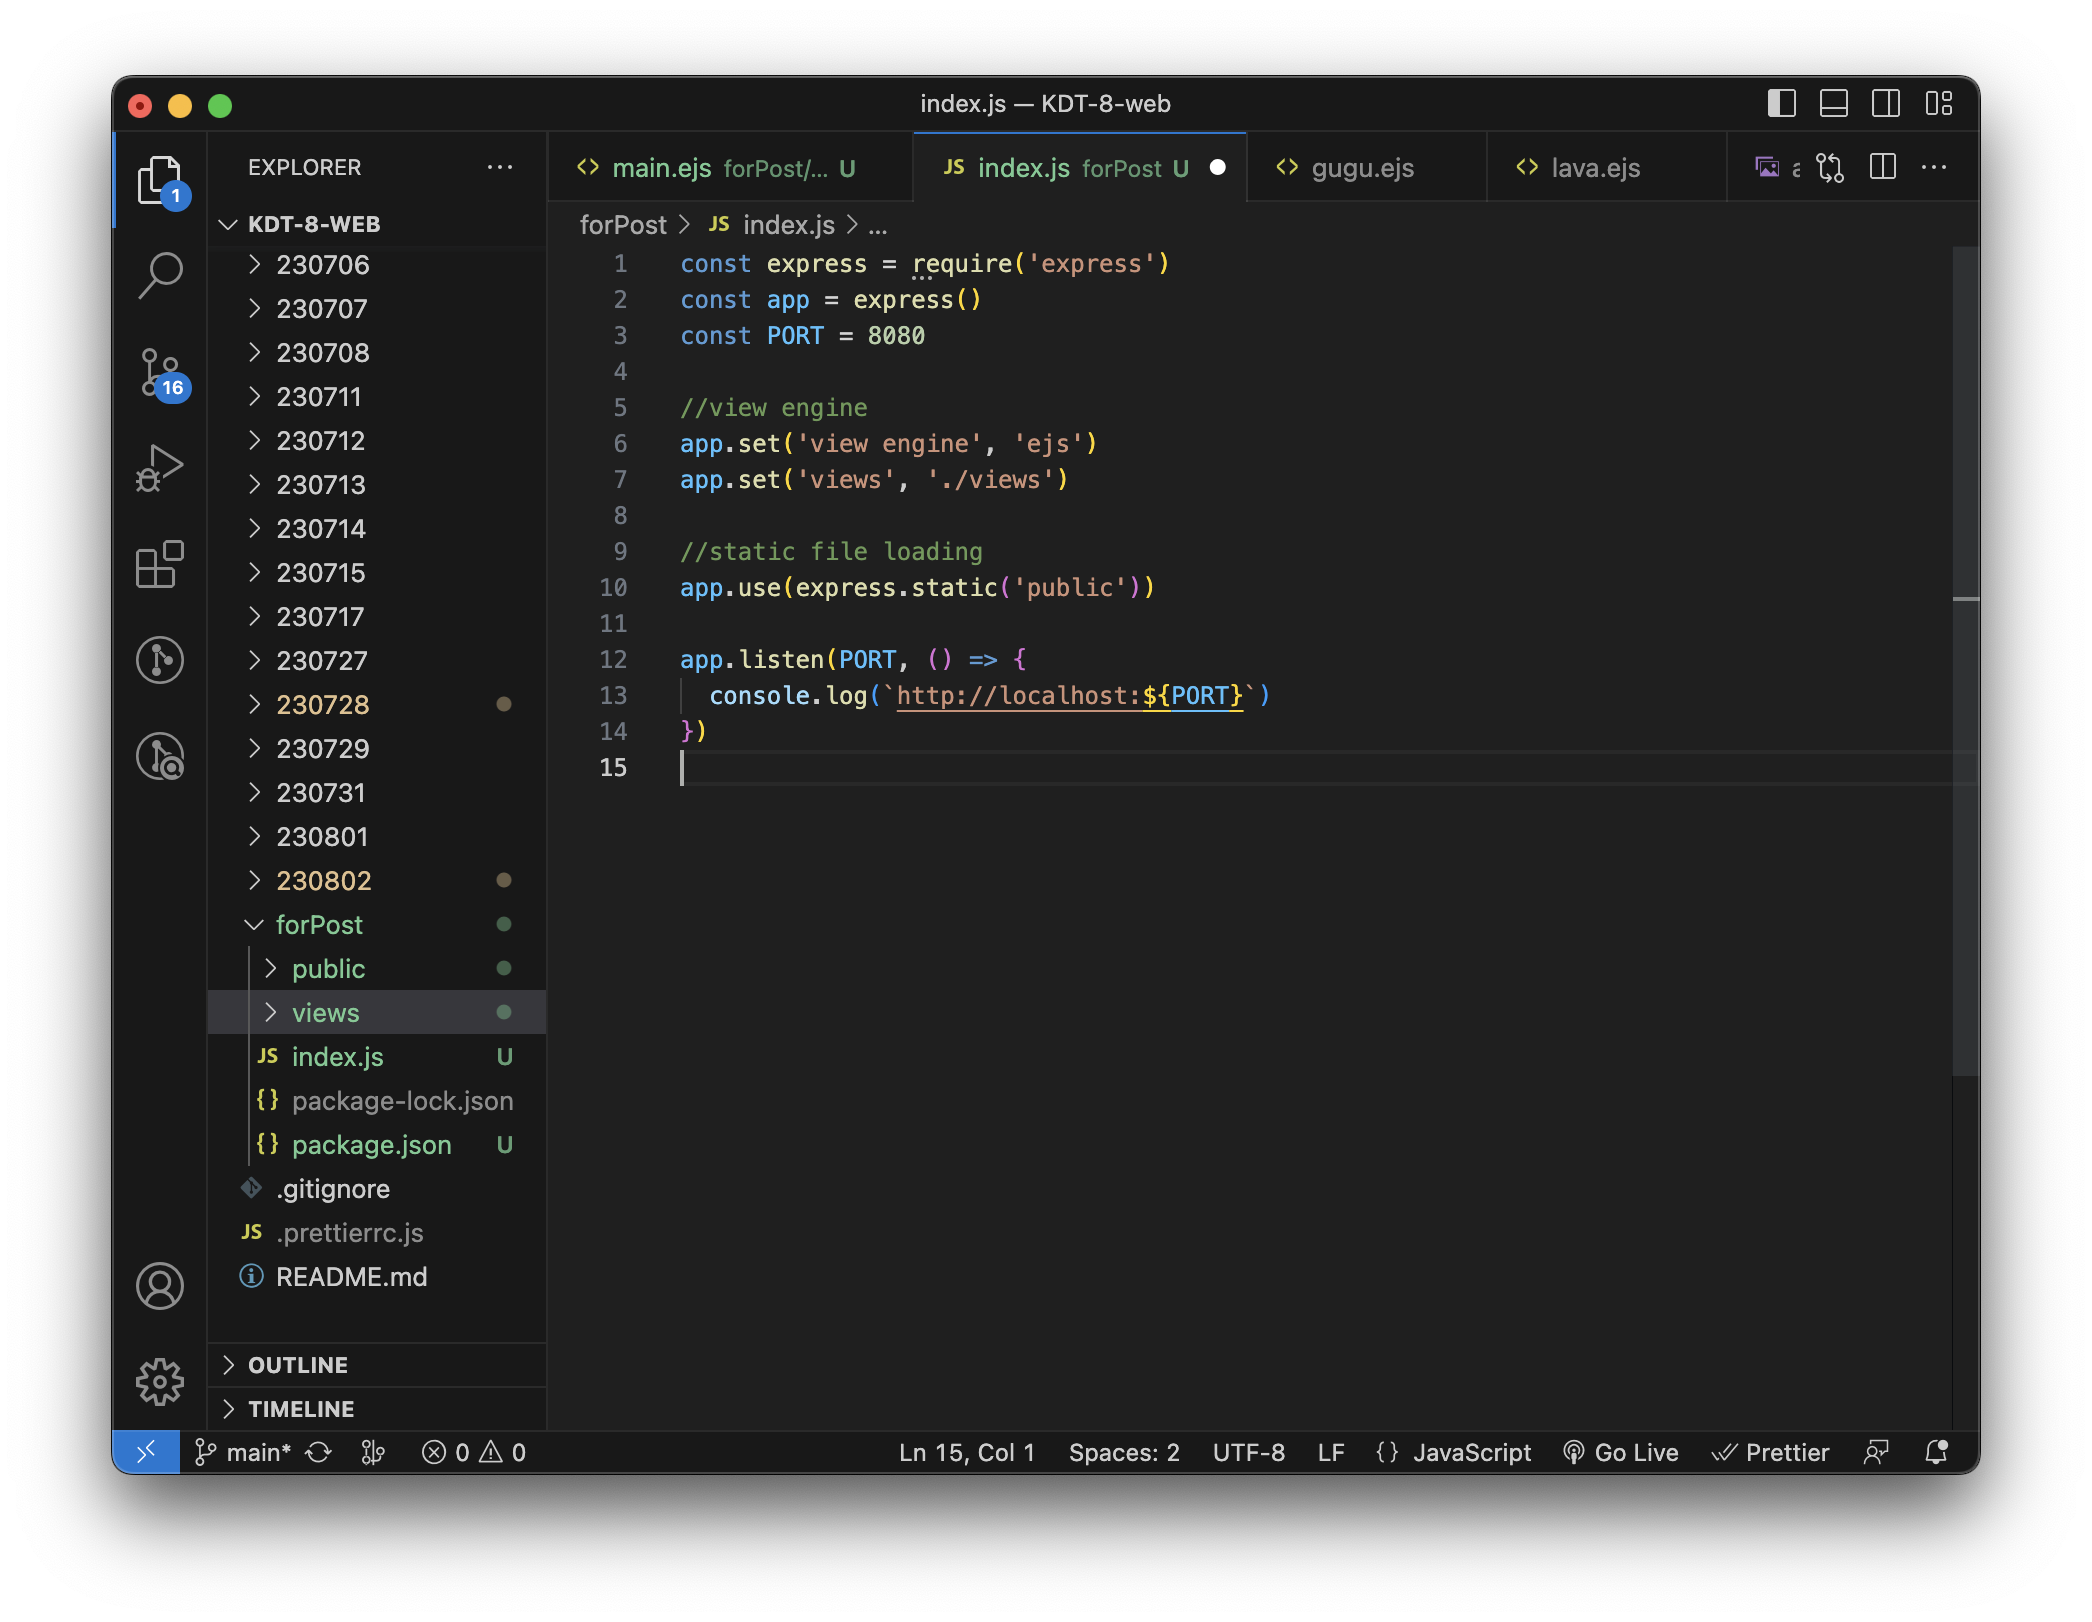 index.js — KDT-8-web
EXPLORER
KDT-8-WEB
230706
230707
230708
230711
230712
230713
230714
230715
230717
230727
230728
230729
230731
230801
230802
forPost
public
views
JS index.js U
{} package-lock.json
{} package.json U
.gitignore
JS .prettierrc.js
README.md
OUTLINE
TIMELINE
1
16
<> main.ejs forPost/... U
JS index.js forPost U
<> gugu.ejs
<> lava.ejs
forPost > JS index.js > ...
1 const express = require('express')
2 const app = express()
3 const PORT = 8080
4
5 //view engine
6 app.set('view engine', 'ejs')
7 app.set('views', './views')
8
9 //static file loading
10 app.use(express.static('public'))
11
12 app.listen(PORT, () => {
13 console.log(`http://localhost:${PORT}`)
14 })
15
main* 0 0 Ln 15, Col 1 Spaces: 2 UTF-8 LF {} JavaScript Go Live Prettier